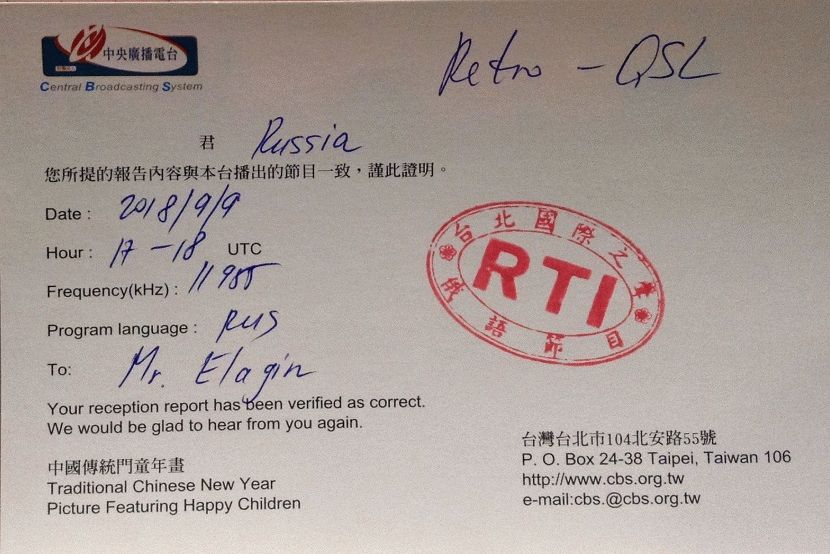 中央廣播電台
Central Broadcasting System
Retro - QSL
君 Russia
您所提的報告內容與本台播出的節目一致，謹此證明。
Date : 2018/9/9
Hour : 17-18 UTC
Frequency(kHz) : 11985
Program language : RUS
To: Mr. Elagin
Your reception report has been verified as correct.
We would be glad to hear from you again.
台北國際之聲
RTI
俄語節目
中國傳統門童年畫
Traditional Chinese New Year
Picture Featuring Happy Children
台灣台北市104北安路55號
P. O. Box 24-38 Taipei, Taiwan 106
http://www.cbs.org.tw
e-mail:cbs.@cbs.org.tw